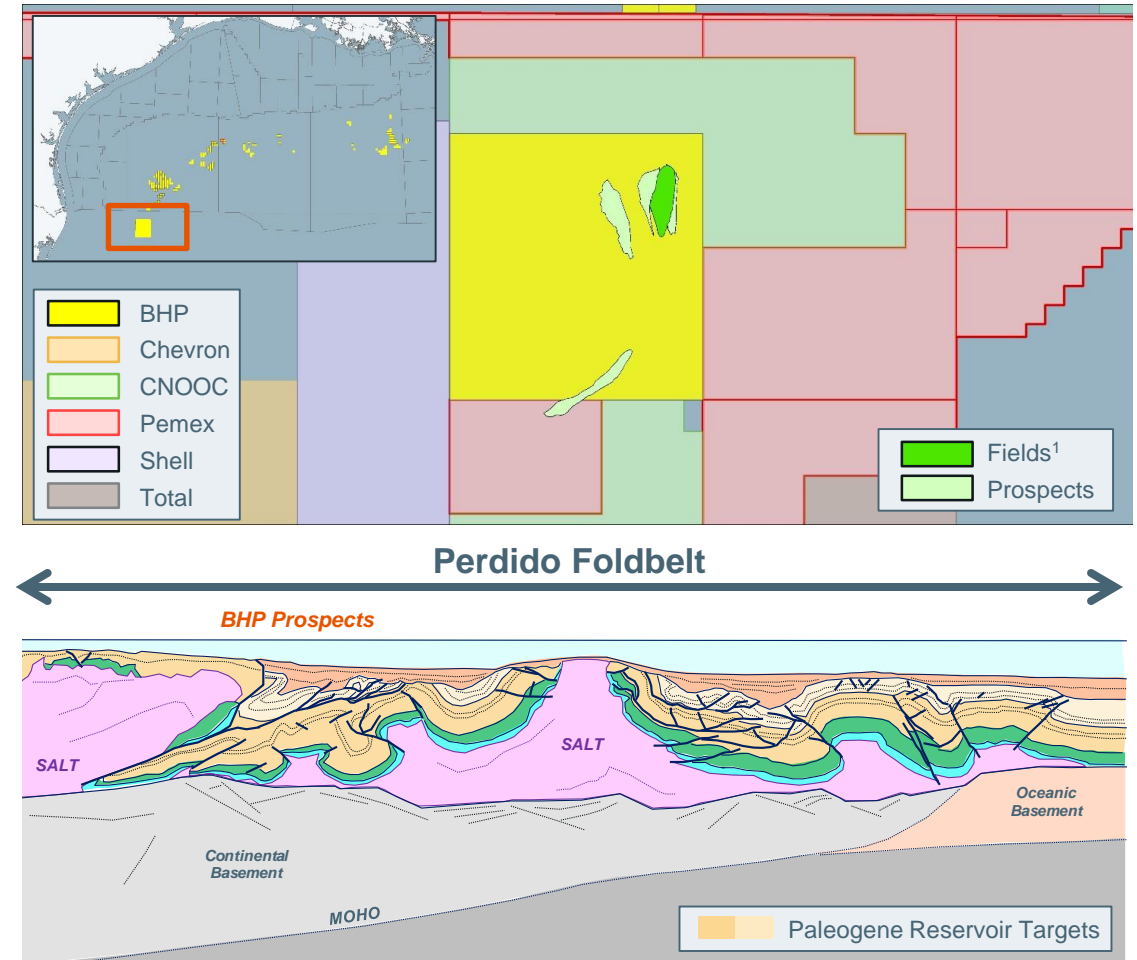 BHP
Chevron
CNOOC
Pemex
Shell
Total
Fields¹
Prospects
Perdido Foldbelt
BHP Prospects
SALT
SALT
Oceanic
Basement
Continental
Basement
MOHO
Paleogene Reservoir Targets